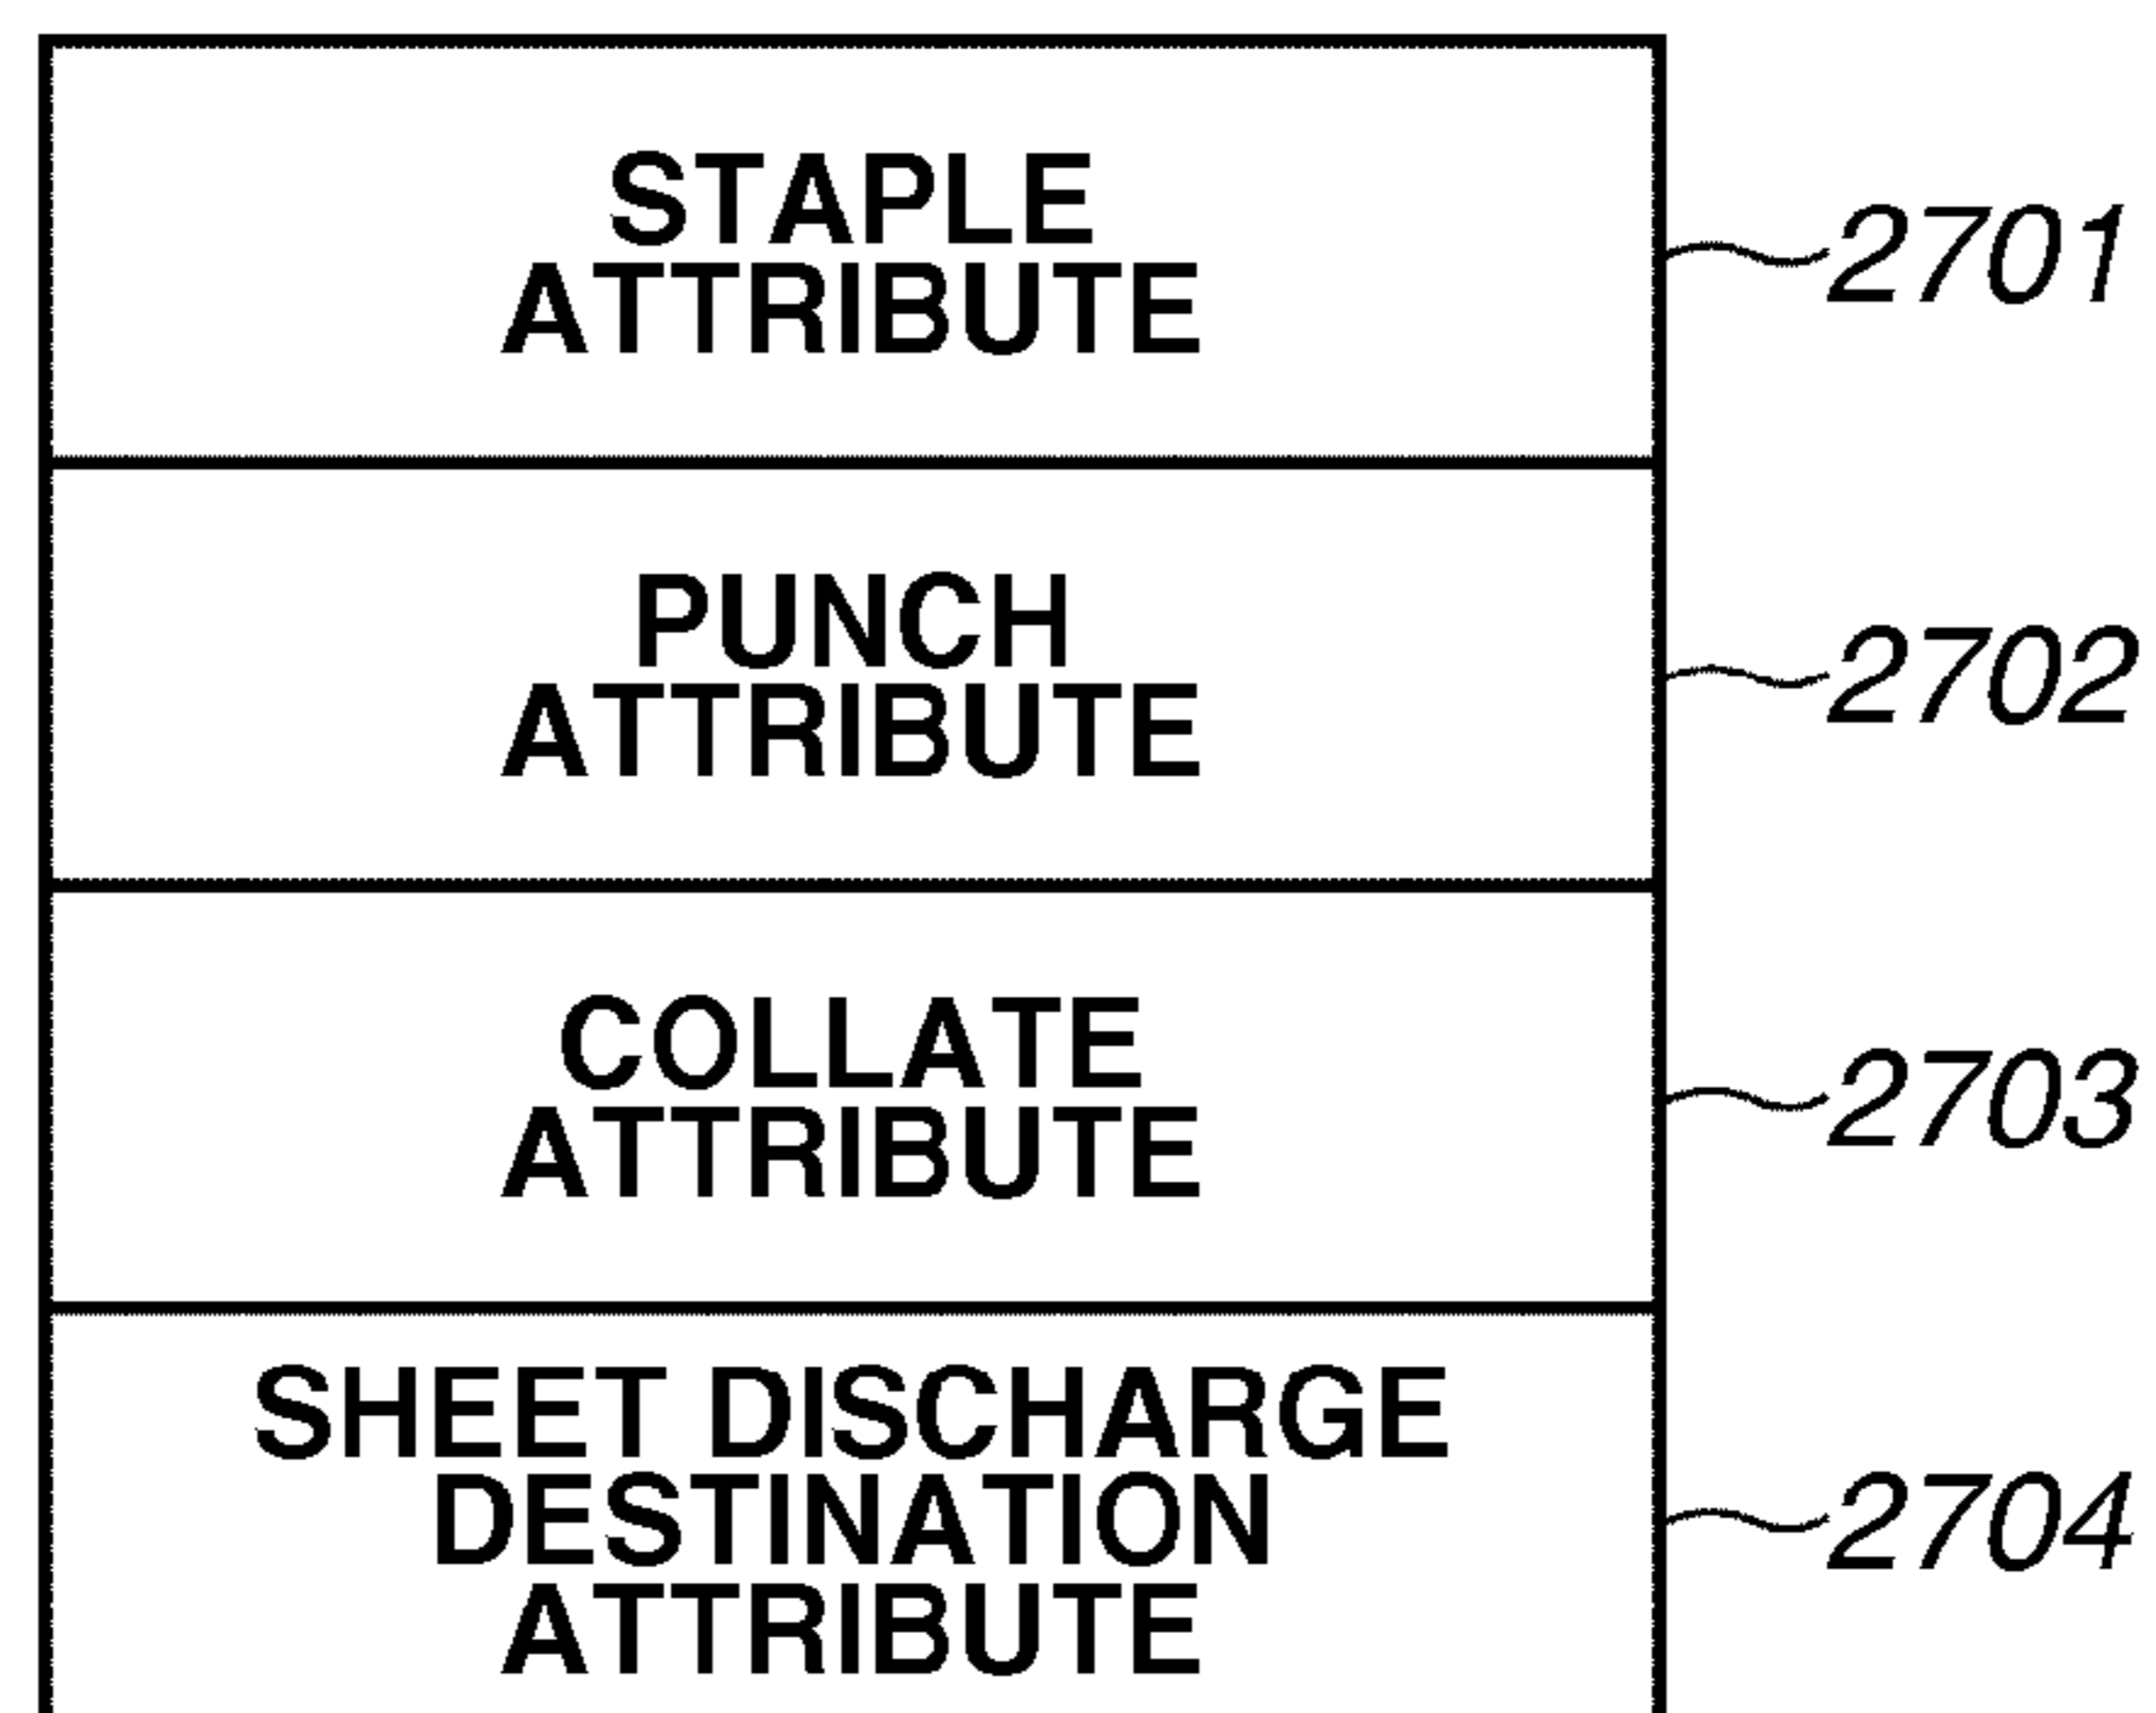 STAPLE
ATTRIBUTE
2701
PUNCH
ATTRIBUTE
2702
COLLATE
ATTRIBUTE
2703
SHEET DISCHARGE
DESTINATION
ATTRIBUTE
2704